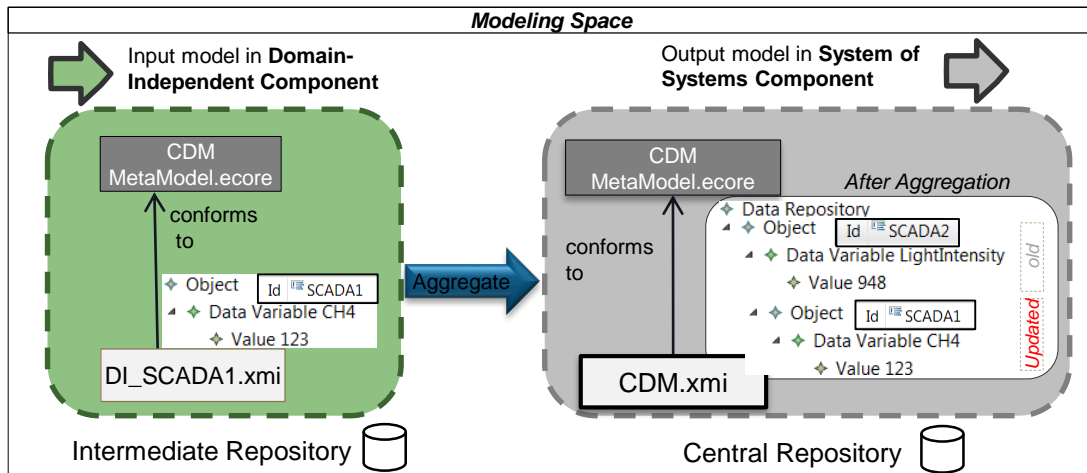 Modeling Space
Input model in Domain-
Independent Component
Output model in System of
Systems Component
CDM
MetaModel.ecore
conforms
to
Object Id SCADA1
Data Variable CH4
Value 123
DI_SCADA1.xmi
Intermediate Repository
Aggregate
CDM
MetaModel.ecore
After Aggregation
conforms
to
Data Repository
Object Id SCADA2
Data Variable LightIntensity
Value 948
old
Object Id SCADA1
Data Variable CH4
Value 123
Updated
CDM.xmi
Central Repository